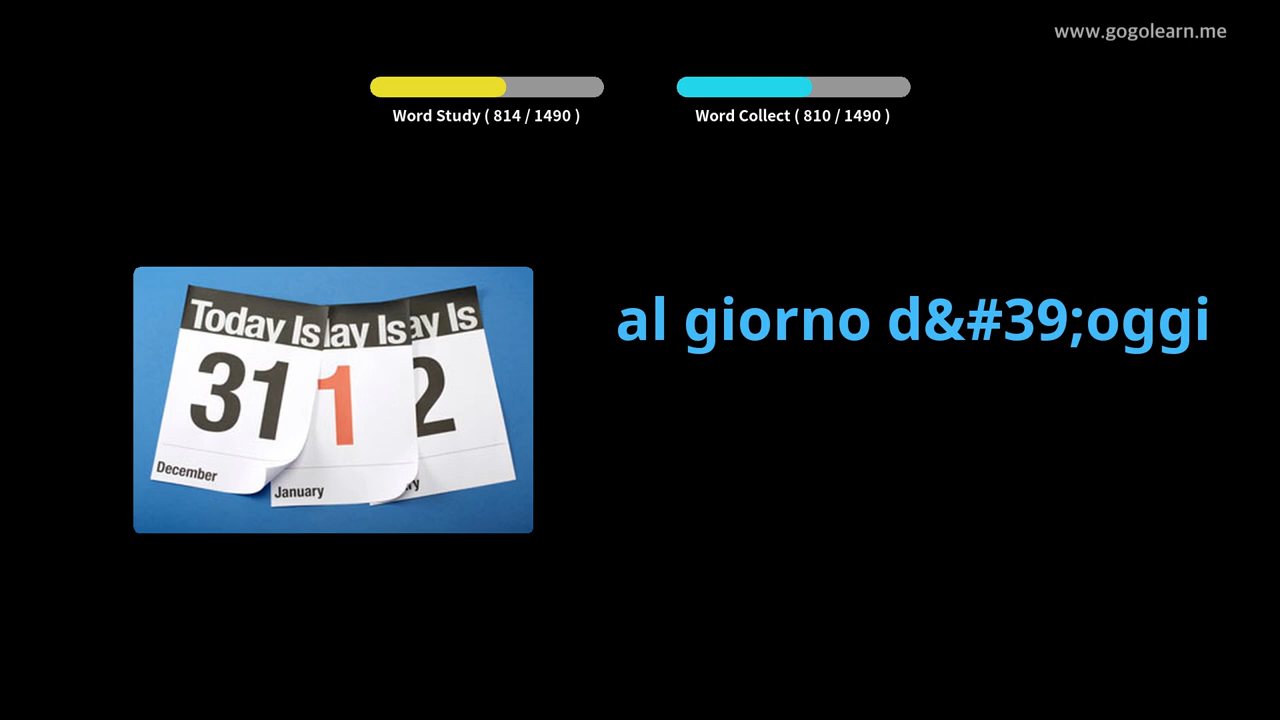 www.gogolearn.me
Word Study ( 814 / 1490 )
Word Collect ( 810 / 1490 )
al giorno d&#39;oggi
Today Is
ay Is
ay Is
31
1
2
December
January
ry